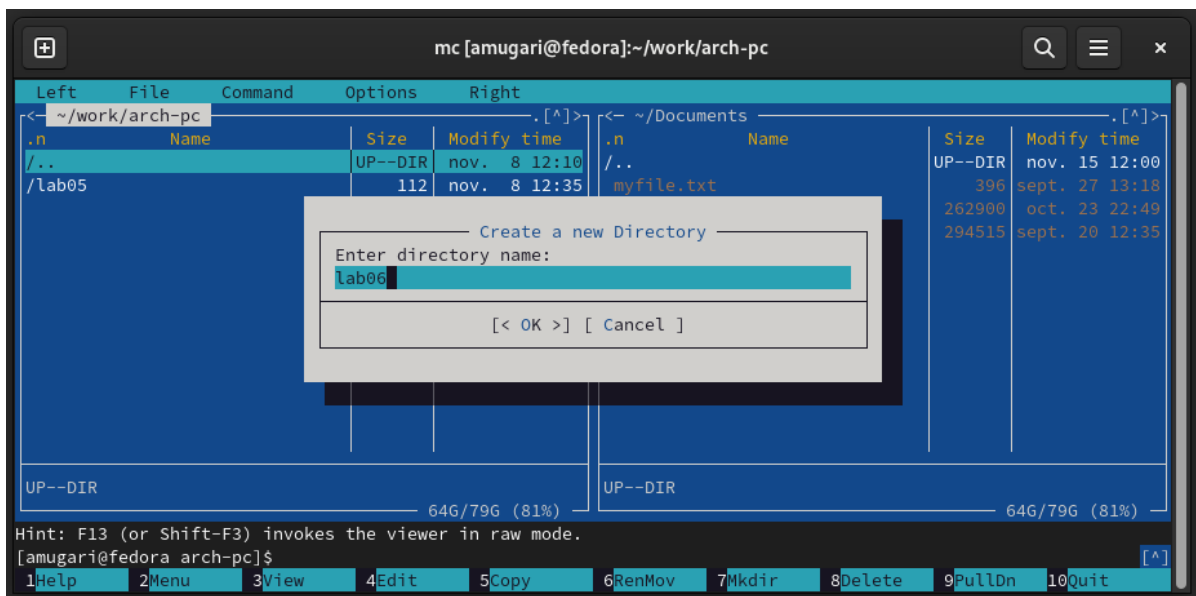 mc [amugari@fedora]:~/work/arch-pc
Left File Command Options Right
<— ~/work/arch-pc .[^]> <— ~/Documents .[^]>
.n Name Size Modify time .n Name Size Modify time
/.. UP--DIR nov. 8 12:10 /.. UP--DIR nov. 15 12:00
/lab05 112 nov. 8 12:35 myfile.txt 396 sept. 27 13:18
262900 oct. 23 22:49
294515 sept. 20 12:35
Create a new Directory
Enter directory name:
lab06
[< OK >] [ Cancel ]
UP--DIR UP--DIR
64G/79G (81%) 64G/79G (81%)
Hint: F13 (or Shift-F3) invokes the viewer in raw mode.
[amugari@fedora arch-pc]$ [^]
1Help 2Menu 3View 4Edit 5Copy 6RenMov 7Mkdir 8Delete 9PullDn 10Quit